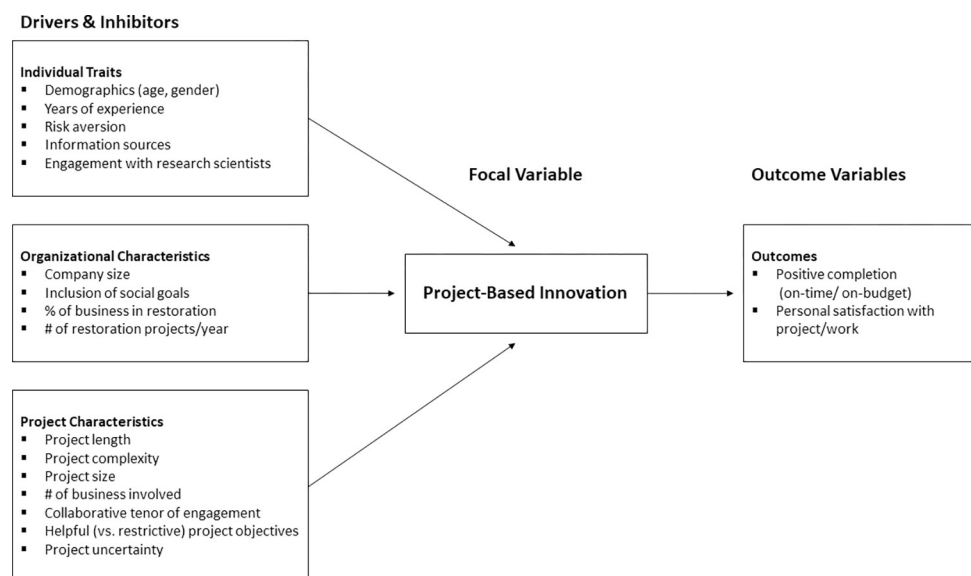 Drivers & Inhibitors
Individual Traits
▪ Demographics (age, gender)
▪ Years of experience
▪ Risk aversion
▪ Information sources
▪ Engagement with research scientists
Organizational Characteristics
▪ Company size
▪ Inclusion of social goals
▪ % of business in restoration
▪ # of restoration projects/year
Project Characteristics
▪ Project length
▪ Project complexity
▪ Project size
▪ # of business involved
▪ Collaborative tenor of engagement
▪ Helpful (vs. restrictive) project objectives
▪ Project uncertainty
Focal Variable
Project-Based Innovation
Outcome Variables
Outcomes
▪ Positive completion
(on-time/ on-budget)
▪ Personal satisfaction with
project/work